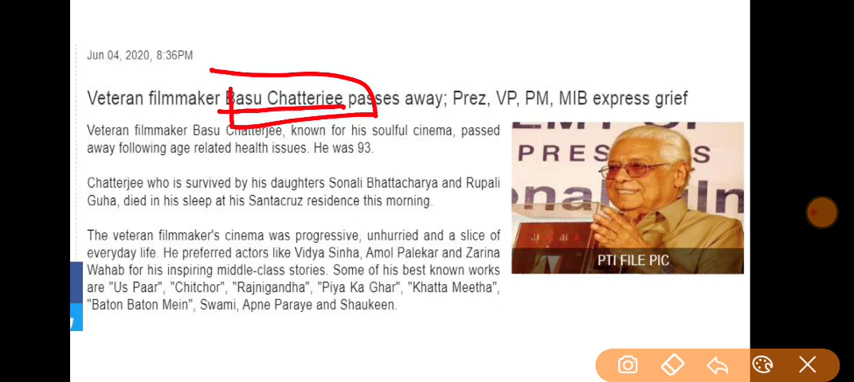 Jun 04, 2020, 8:36PM
Veteran filmmaker Basu Chatterjee passes away; Prez, VP, PM, MIB express grief
Veteran filmmaker Basu Chatterjee, known for his soulful cinema, passed
away following age related health issues. He was 93.
Chatterjee who is survived by his daughters Sonali Bhattacharya and Rupali
Guha, died in his sleep at his Santacruz residence this morning.
The veteran filmmaker's cinema was progressive, unhurried and a slice of
everyday life. He preferred actors like Vidya Sinha, Amol Palekar and Zarina
Wahab for his inspiring middle-class stories. Some of his best known works
are "Us Paar", "Chitchor", "Rajnigandha", "Piya Ka Ghar", "Khatta Meetha",
"Baton Baton Mein", Swami, Apne Paraye and Shaukeen.
PRES
S
PTI FILE PIC